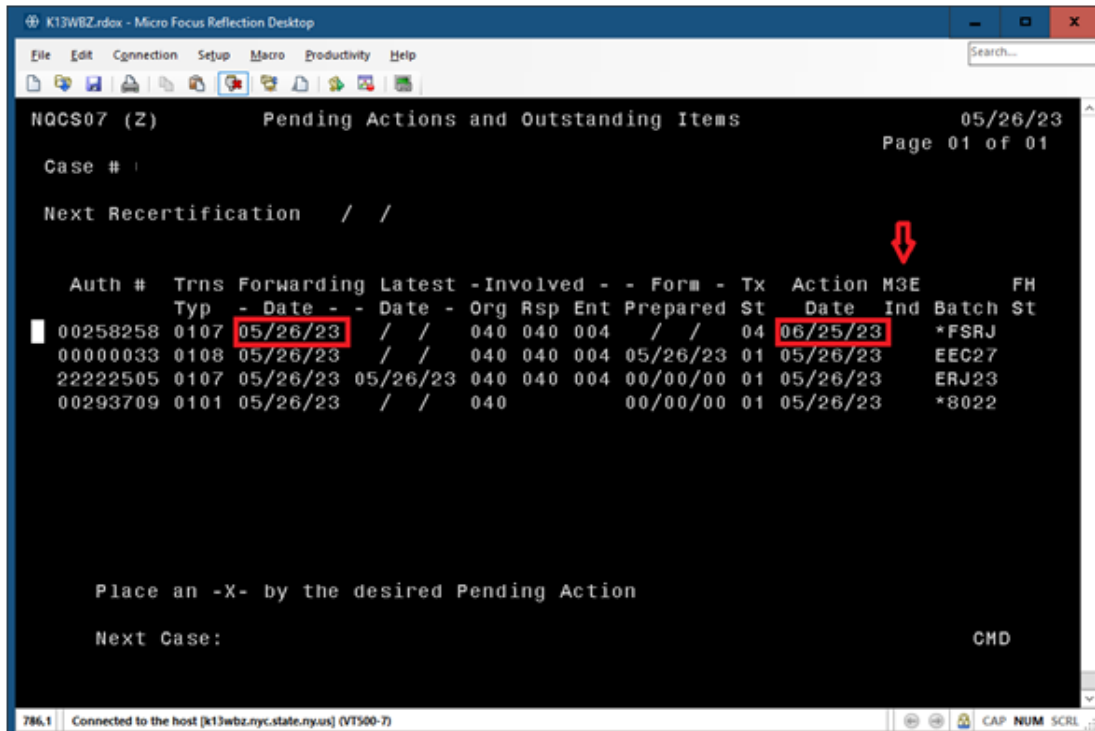 K13WBZ.rdox - Micro Focus Reflection Desktop
File Edit Connection Setup Macro Productivity Help
Search...
NQCS07 (Z) Pending Actions and Outstanding Items 05/26/23
Page 01 of 01
Case #
Next Recertification / /
Auth # Trns Forwarding Latest -Involved - - Form - Tx Action M3E FH
Typ - Date - - Date - Org Rsp Ent Prepared St Date Ind Batch St
00258258 0107 05/26/23 / / 040 040 004 / / 04 06/25/23 *FSRJ
00000033 0108 05/26/23 / / 040 040 004 05/26/23 01 05/26/23 EEC27
22222505 0107 05/26/23 05/26/23 040 040 004 00/00/00 01 05/26/23 ERJ23
00293709 0101 05/26/23 / / 040 00/00/00 01 05/26/23 *8022
Place an -X- by the desired Pending Action
Next Case: CMD
786,1 Connected to the host [k13wbz.nyc.state.ny.us] (VT500-7) CAP NUM SCRL